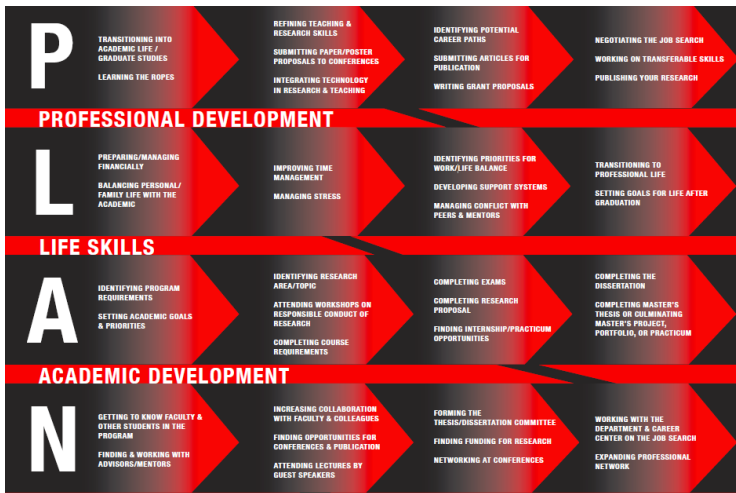 P
TRANSITIONING INTO
ACADEMIC LIFE /
GRADUATE STUDIES
LEARNING THE ROPES
REFINING TEACHING &
RESEARCH SKILLS
SUBMITTING PAPER/POSTER
PROPOSALS TO CONFERENCES
INTEGRATING TECHNOLOGY
IN RESEARCH & TEACHING
IDENTIFYING POTENTIAL
CAREER PATHS
SUBMITTING ARTICLES FOR
PUBLICATION
WRITING GRANT PROPOSALS
NEGOTIATING THE JOB SEARCH
WORKING ON TRANSFERABLE SKILLS
PUBLISHING YOUR RESEARCH
PROFESSIONAL DEVELOPMENT
L
PREPARING/MANAGING
FINANCIALLY
BALANCING PERSONAL/
FAMILY LIFE WITH THE
ACADEMIC
IMPROVING TIME
MANAGEMENT
MANAGING STRESS
IDENTIFYING PRIORITIES FOR
WORK/LIFE BALANCE
DEVELOPING SUPPORT SYSTEMS
MANAGING CONFLICT WITH
PEERS & MENTORS
TRANSITIONING TO
PROFESSIONAL LIFE
SETTING GOALS FOR LIFE AFTER
GRADUATION
LIFE SKILLS
A
IDENTIFYING PROGRAM
REQUIREMENTS
SETTING ACADEMIC GOALS
& PRIORITIES
IDENTIFYING RESEARCH
AREA/TOPIC
ATTENDING WORKSHOPS ON
RESPONSIBLE CONDUCT OF
RESEARCH
COMPLETING COURSE
REQUIREMENTS
COMPLETING EXAMS
COMPLETING RESEARCH
PROPOSAL
FINDING INTERNSHIP/PRACTICUM
OPPORTUNITIES
COMPLETING THE
DISSERTATION
COMPLETING MASTER'S
THESIS OR CULMINATING
MASTER'S PROJECT,
PORTFOLIO, OR PRACTICUM
ACADEMIC DEVELOPMENT
N
GETTING TO KNOW FACULTY &
OTHER STUDENTS IN THE
PROGRAM
FINDING & WORKING WITH
ADVISORS/MENTORS
INCREASING COLLABORATION
WITH FACULTY & COLLEAGUES
FINDING OPPORTUNITIES FOR
CONFERENCES & PUBLICATION
ATTENDING LECTURES BY
GUEST SPEAKERS
FORMING THE
THESIS/DISSERTATION COMMITTEE
FINDING FUNDING FOR RESEARCH
NETWORKING AT CONFERENCES
WORKING WITH THE
DEPARTMENT & CAREER
CENTER ON THE JOB SEARCH
EXPANDING PROFESSIONAL
NETWORK